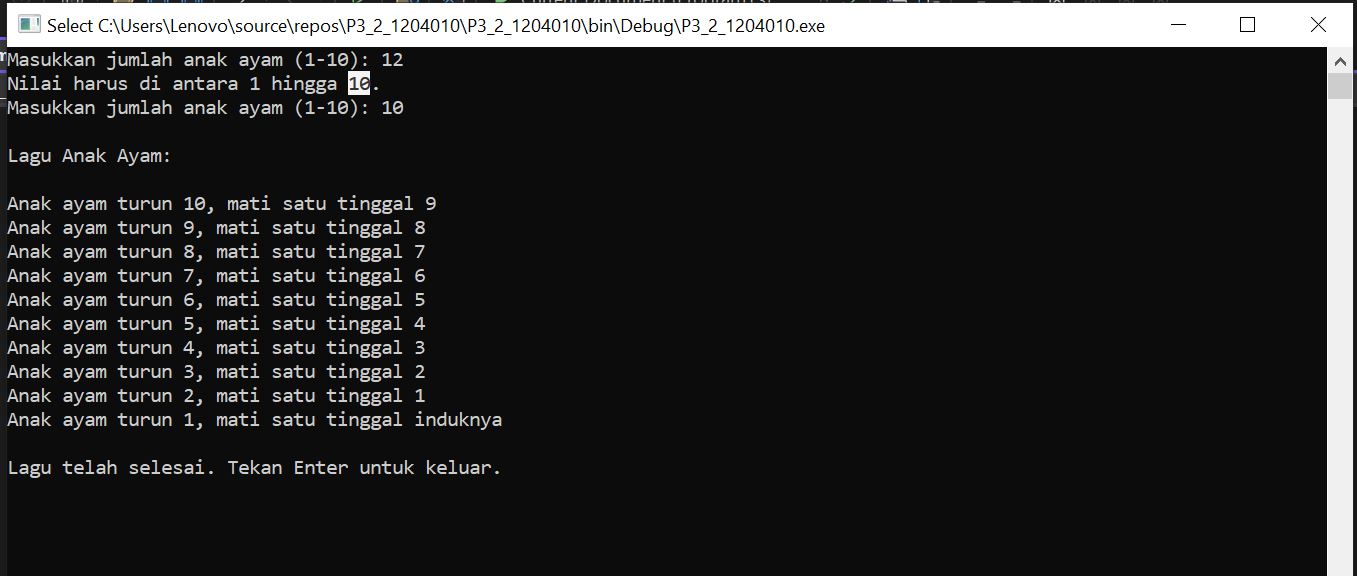 Select C:\Users\Lenovo\source\repos\P3_2_1204010\P3_2_1204010\bin\Debug\P3_2_1204010.exe
Masukkan jumlah anak ayam (1-10): 12
Nilai harus di antara 1 hingga 10.
Masukkan jumlah anak ayam (1-10): 10
Lagu Anak Ayam:
Anak ayam turun 10, mati satu tinggal 9
Anak ayam turun 9, mati satu tinggal 8
Anak ayam turun 8, mati satu tinggal 7
Anak ayam turun 7, mati satu tinggal 6
Anak ayam turun 6, mati satu tinggal 5
Anak ayam turun 5, mati satu tinggal 4
Anak ayam turun 4, mati satu tinggal 3
Anak ayam turun 3, mati satu tinggal 2
Anak ayam turun 2, mati satu tinggal 1
Anak ayam turun 1, mati satu tinggal induknya
Lagu telah selesai. Tekan Enter untuk keluar.